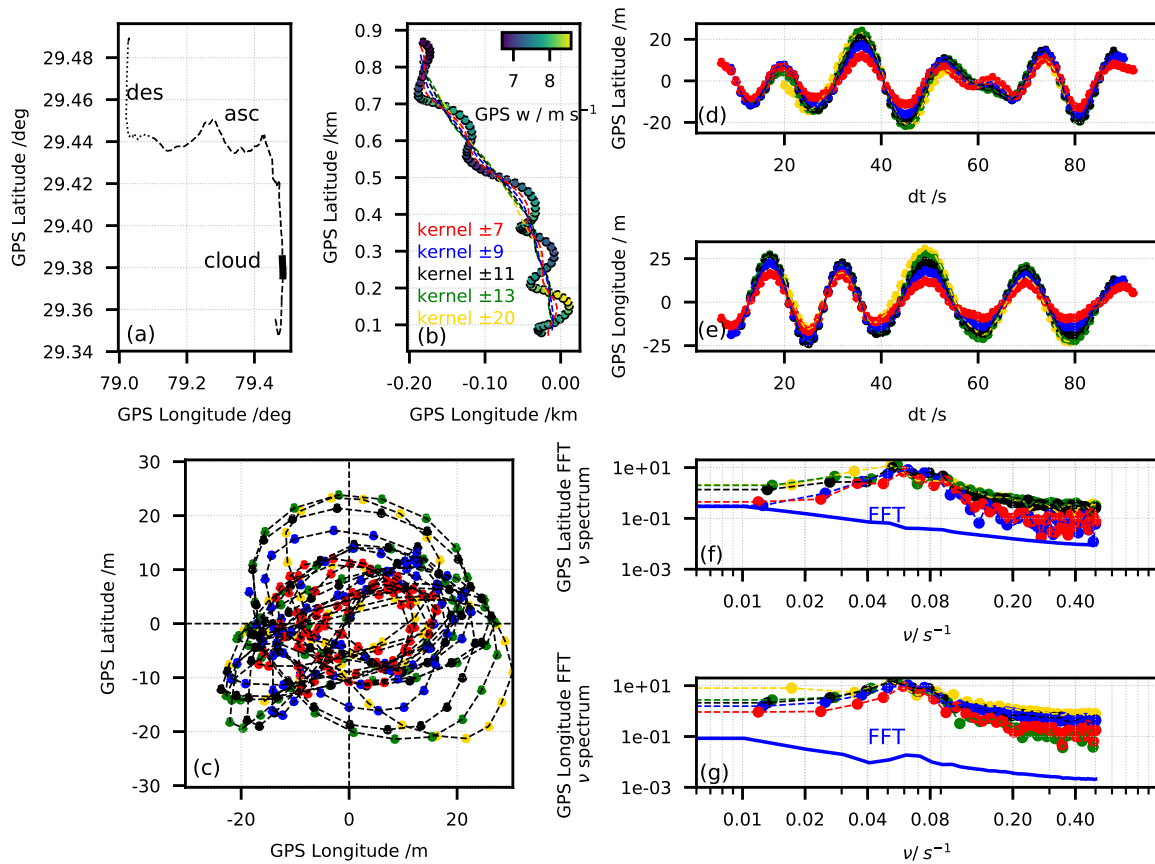 29.48
29.46
29.44
29.42
29.40
29.38
29.36
29.34
GPS Latitude /deg
des
asc
cloud
(a)
79.0
79.2
79.4
GPS Longitude /deg
0.9
0.8
0.7
0.6
0.5
0.4
0.3
0.2
0.1
GPS Latitude /km
7
8
GPS w / m s⁻¹
kernel ±7
kernel ±9
kernel ±11
kernel ±13
kernel ±20
(b)
-0.20
-0.10
0.00
GPS Longitude /km
GPS Latitude /m
20
0
-20
(d)
20
40
60
80
dt /s
GPS Longitude / m
25
0
-25
(e)
20
40
60
80
dt /s
30
20
10
0
-10
-20
-30
GPS Latitude /m
(c)
-20
0
20
GPS Longitude /m
GPS Latitude FFT
ν spectrum
1e+01
1e-01
1e-03
FFT
(f)
0.01
0.02
0.04
0.08
0.20
0.40
ν/ s⁻¹
GPS Longitude FFT
ν spectrum
1e+01
1e-01
1e-03
FFT
(g)
0.01
0.02
0.04
0.08
0.20
0.40
ν/ s⁻¹